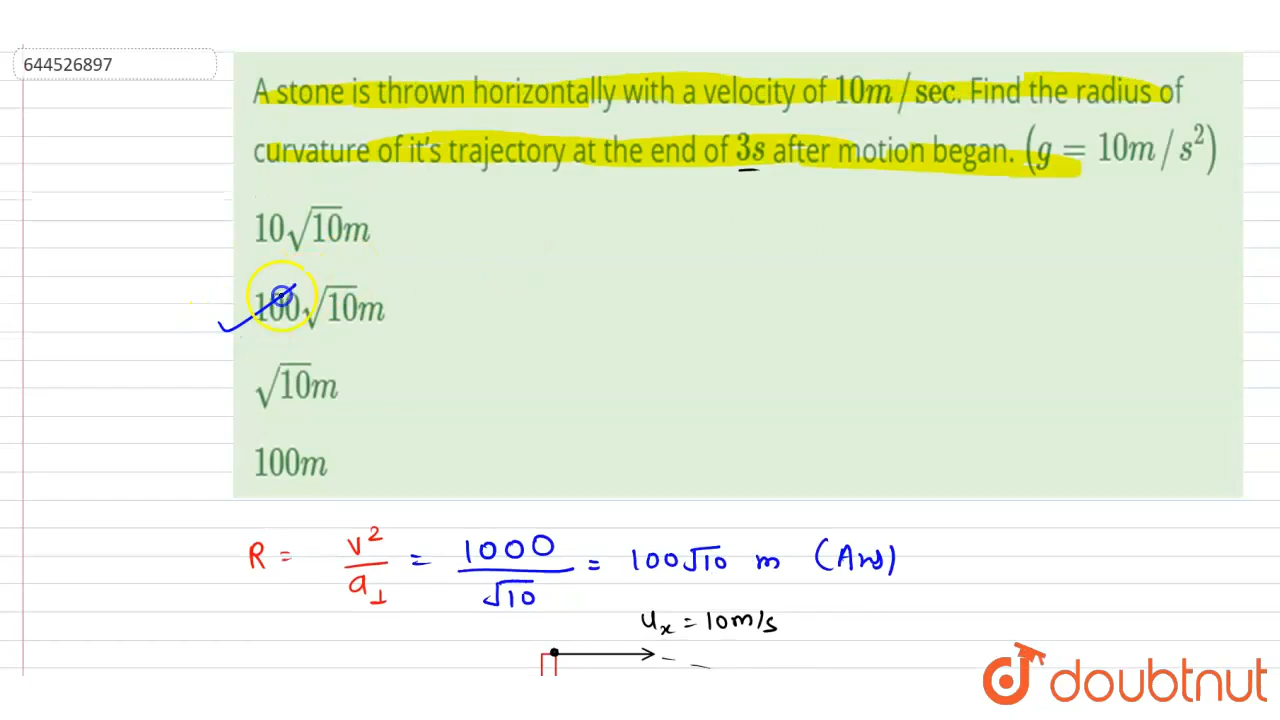 644526897
A stone is thrown horizontally with a velocity of 10m/sec. Find the radius of
curvature of it's trajectory at the end of 3s after motion began. (g = 10m/s²)
10√10m
100√10m
√10m
100m
R = v²/a⊥ = 1000/√10 = 100√10 m (Ans)
uₓ = 10m/s
doubtnut